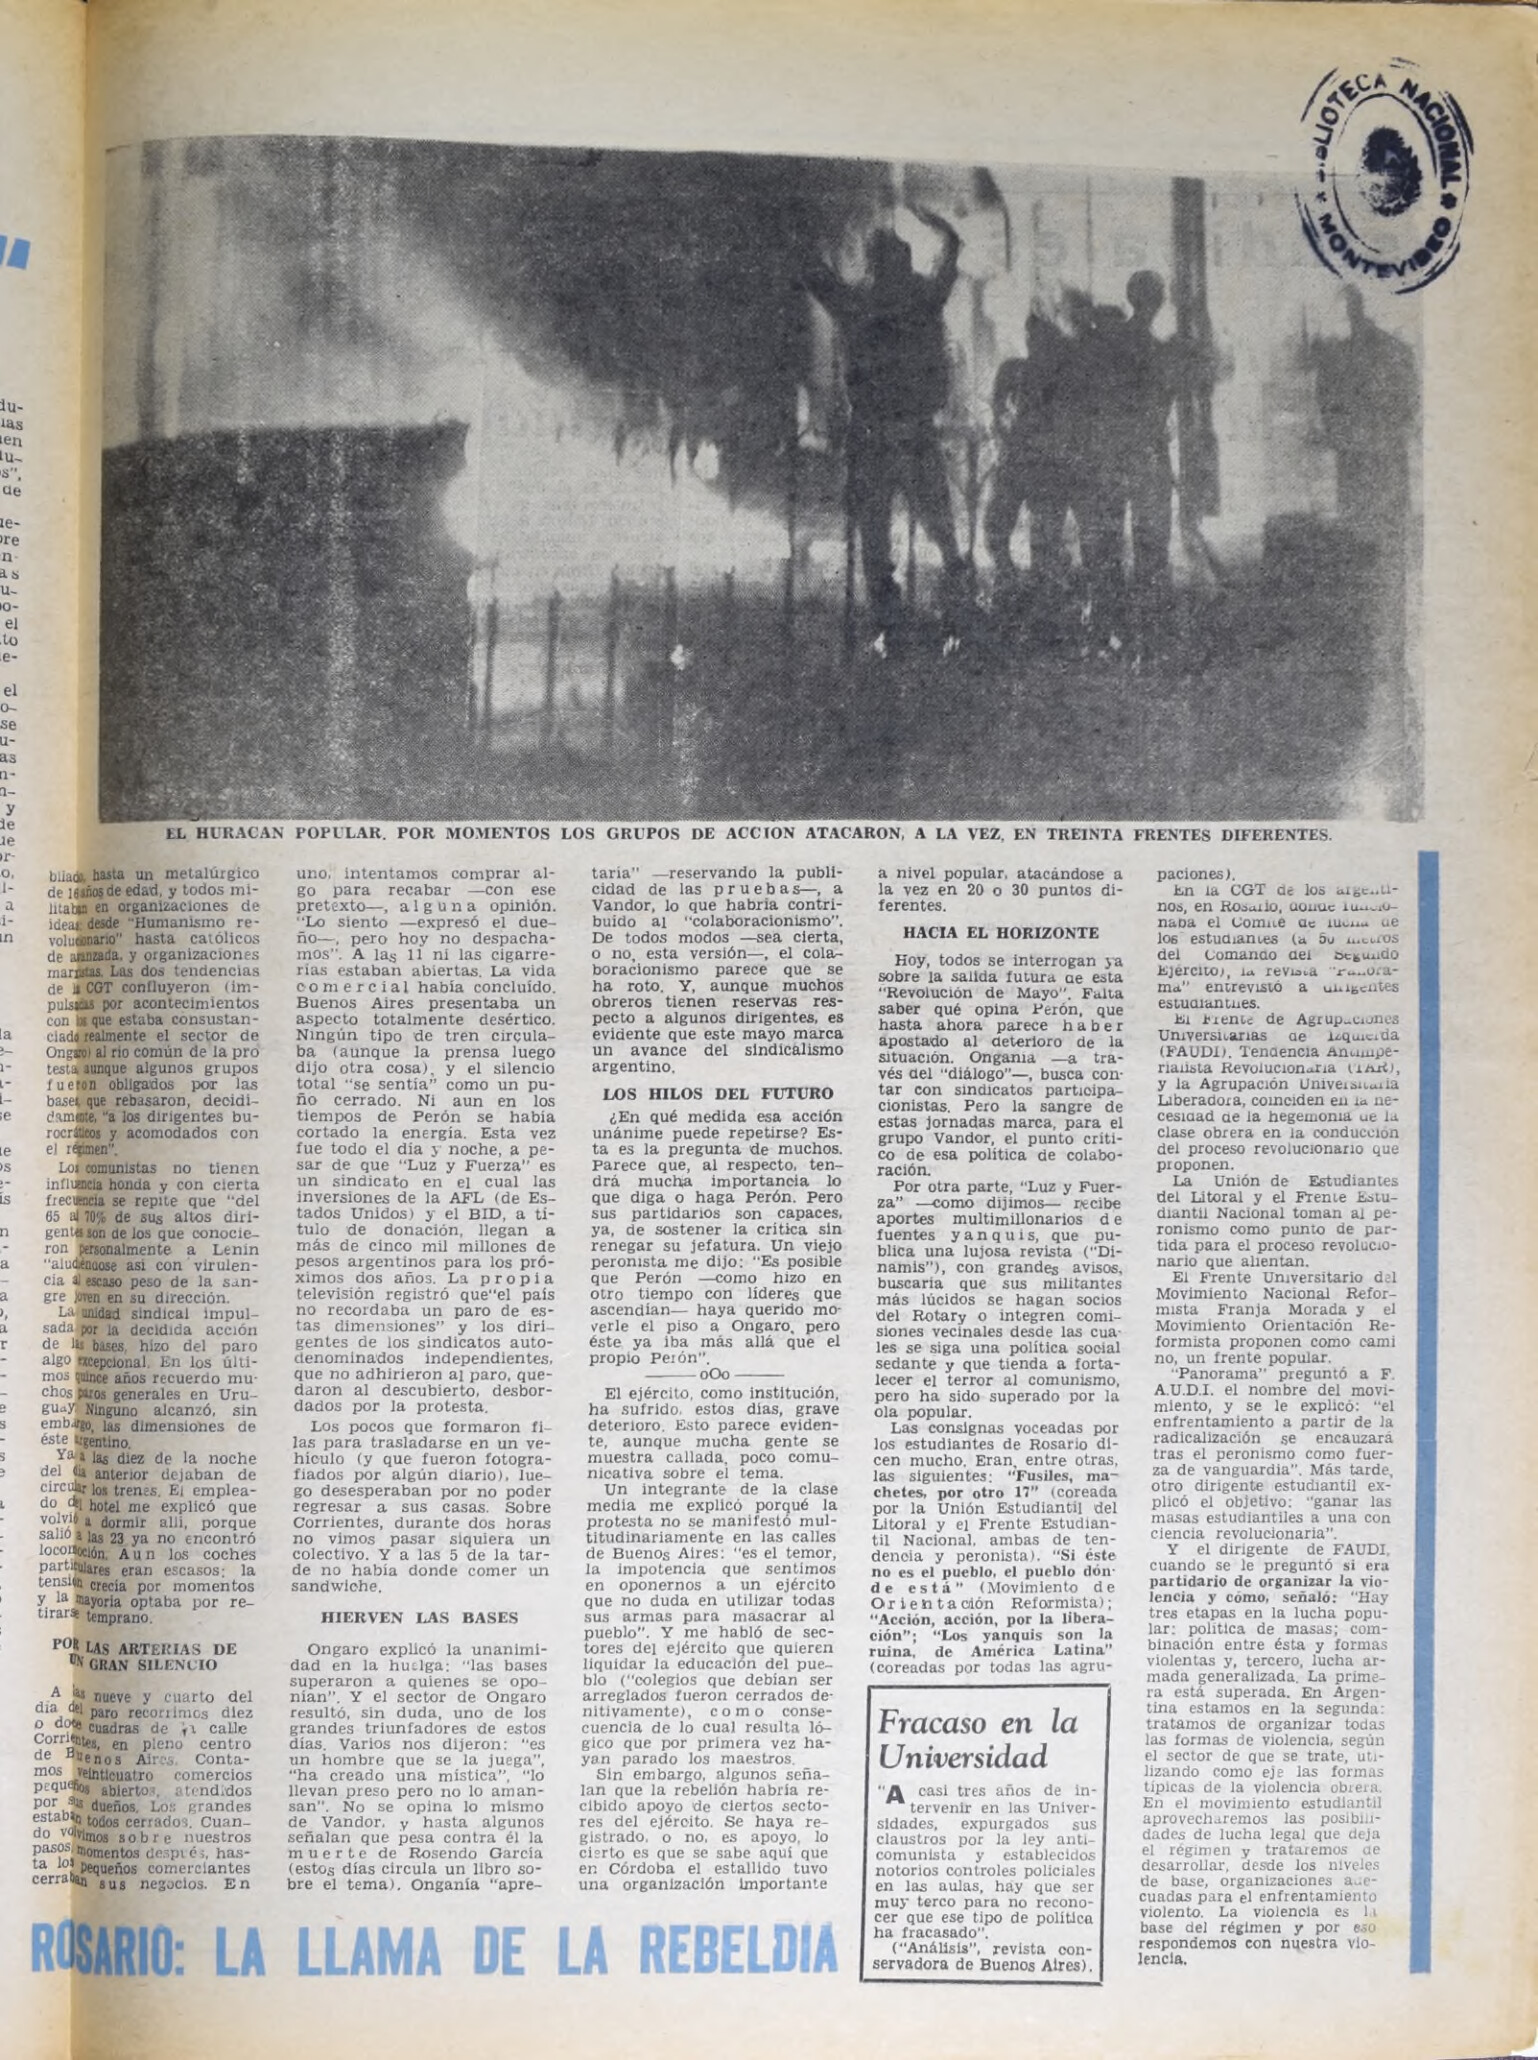 BIBLIOTECA NACIONAL
* MONTEVIDEO *
EL HURACAN POPULAR. POR MOMENTOS LOS GRUPOS DE ACCION ATACARON, A LA VEZ, EN TREINTA FRENTES DIFERENTES.
bilado, hasta un metalúrgico
de 16 años de edad, y todos mi-
litaban en organizaciones de
ideas, desde "Humanismo re-
volucionario" hasta católicos
de avanzada, y organizaciones
marxistas. Las dos tendencias
de la CGT confluyeron (im-
pulsadas por acontecimientos
con los que estaba consustan-
ciado realmente el sector de
Ongaro) al río común de la pro
testa, aunque algunos grupos
fueron obligados por las
bases, que rebasaron, decidi-
damente, "a los dirigentes bu-
rocráticos y acomodados con
el régimen".
Los comunistas no tienen
influencia honda y con cierta
frecuencia se repite que "del
65 al 70% de sus altos diri-
gentes son de los que conocie-
ron personalmente a Lenin
"aludiéndose así con virulen-
cia al escaso peso de la san-
gre joven en su dirección.
La unidad sindical impul-
sada por la decidida acción
de las bases, hizo del paro
algo excepcional. En los últi-
mos quince años recuerdo mu-
chos paros generales en Uru-
guay. Ninguno alcanzó, sin
embargo, las dimensiones de
éste argentino.
Ya a las diez de la noche
del día anterior dejaban de
circular los trenes. El emplea-
do del hotel me explicó que
volvió a dormir allí, porque
salió a las 23 ya no encontró
locomoción. Aun los coches
particulares eran escasos: la
tensión crecía por momentos
y la mayoría optaba por re-
tirarse temprano.
POR LAS ARTERIAS DE
UN GRAN SILENCIO
A las nueve y cuarto del
día del paro recorrimos diez
o doce cuadras de la calle
Corrientes, en pleno centro
de Buenos Aires. Conta-
mos veinticuatro comercios
pequeños abiertos, atendidos
por sus dueños. Los grandes
estaban todos cerrados. Cuan-
do volvimos sobre nuestros
pasos, momentos después, has-
ta los pequeños comerciantes
cerraban sus negocios. En
uno, intentamos comprar al-
go para recabar —con ese
pretexto—, alguna opinión.
"Lo siento —expresó el due-
ño—, pero hoy no despacha-
mos". A las 11 ni las cigarre-
rías estaban abiertas. La vida
comercial había concluído.
Buenos Aires presentaba un
aspecto totalmente desértico.
Ningún tipo de tren circula-
ba (aunque la prensa luego
dijo otra cosa), y el silencio
total "se sentía" como un pu-
ño cerrado. Ni aun en los
tiempos de Perón se había
cortado la energía. Esta vez
fue todo el día y noche, a pe-
sar de que "Luz y Fuerza" es
un sindicato en el cual las
inversiones de la AFL (de Es-
tados Unidos) y el BID, a tí-
tulo de donación, llegan a
más de cinco mil millones de
pesos argentinos para los pró-
ximos dos años. La propia
televisión registró que"el país
no recordaba un paro de es-
tas dimensiones" y los diri-
gentes de los sindicatos auto-
denominados independientes,
que no adhirieron al paro, que-
daron al descubierto, desbor-
dados por la protesta.
Los pocos que formaron fi-
las para trasladarse en un ve-
hículo (y que fueron fotogra-
fiados por algún diario), lue-
go desesperaban por no poder
regresar a sus casas. Sobre
Corrientes, durante dos horas
no vimos pasar siquiera un
colectivo. Y a las 5 de la tar-
de no había donde comer un
sandwiche.
HIERVEN LAS BASES
Ongaro explicó la unanimi-
dad en la huelga: "las bases
superaron a quienes se opo-
nían". Y el sector de Ongaro
resultó, sin duda, uno de los
grandes triunfadores de estos
días. Varios nos dijeron: "es
un hombre que se la juega",
"ha creado una mística", "lo
llevan preso pero no lo aman-
san". No se opina lo mismo
de Vandor, y hasta algunos
señalan que pesa contra él la
muerte de Rosendo García
(estos días circula un libro so-
bre el tema). Onganía "apre-
taria" —reservando la publi-
cidad de las pruebas—, a
Vandor, lo que habría contri-
buído al "colaboracionismo".
De todos modos —sea cierta,
o no, esta versión—, el cola-
boracionismo parece que se
ha roto. Y, aunque muchos
obreros tienen reservas res-
pecto a algunos dirigentes, es
evidente que este mayo marca
un avance del sindicalismo
argentino.
LOS HILOS DEL FUTURO
¿En qué medida esa acción
unánime puede repetirse? Es-
ta es la pregunta de muchos.
Parece que, al respecto, ten-
drá mucha importancia lo
que diga o haga Perón. Pero
sus partidarios son capaces,
ya, de sostener la crítica sin
renegar su jefatura. Un viejo
peronista me dijo: "Es posible
que Perón —como hizo en
otro tiempo con líderes que
ascendían— haya querido mo-
verle el piso a Ongaro, pero
éste ya iba más allá que el
propio Perón".
—— oOo ——
El ejército, como institución,
ha sufrido, estos días, grave
deterioro. Esto parece eviden-
te, aunque mucha gente se
muestra callada, poco comu-
nicativa sobre el tema.
Un integrante de la clase
media me explicó porqué la
protesta no se manifestó mul-
titudinariamente en las calles
de Buenos Aires: "es el temor,
la impotencia que sentimos
en oponernos a un ejército
que no duda en utilizar todas
sus armas para masacrar al
pueblo". Y me habló de sec-
tores del ejército que quieren
liquidar la educación del pue-
blo ("colegios que debían ser
arreglados fueron cerrados de-
nitivamente), como conse-
cuencia de lo cual resulta ló-
gico que por primera vez ha-
yan parado los maestros.
Sin embargo, algunos seña-
lan que la rebelión habría re-
cibido apoyo de ciertos secto-
res del ejército. Se haya re-
gistrado, o no, es apoyo, lo
cierto es que se sabe aquí que
en Córdoba el estallido tuvo
una organización importante
a nivel popular, atacándose a
la vez en 20 o 30 puntos di-
ferentes.
HACIA EL HORIZONTE
Hoy, todos se interrogan ya
sobre la salida futura de esta
"Revolución de Mayo". Falta
saber qué opina Perón, que
hasta ahora parece haber
apostado al deterioro de la
situación. Onganía —a tra-
vés del "diálogo"—, busca con-
tar con sindicatos participa-
cionistas. Pero la sangre de
estas jornadas marca, para el
grupo Vandor, el punto críti-
co de esa política de colabo-
ración.
Por otra parte, "Luz y Fuer-
za" —como dijimos— recibe
aportes multimillonarios de
fuentes yanquis, que pu-
blica una lujosa revista ("Di-
namis"), con grandes avisos,
buscaría que sus militantes
más lúcidos se hagan socios
del Rotary o integren comi-
siones vecinales desde las cua-
les se siga una política social
sedante y que tienda a forta-
lecer el terror al comunismo,
pero ha sido superado por la
ola popular.
Las consignas voceadas por
los estudiantes de Rosario di-
cen mucho. Eran, entre otras,
las siguientes: "Fusiles, ma-
chetes, por otro 17" (coreada
por la Unión Estudiantil del
Litoral y el Frente Estudian-
til Nacional, ambas de ten-
dencia y peronista). "Si éste
no es el pueblo, el pueblo dón-
de está" (Movimiento de
Orientación Reformista);
"Acción, acción, por la libera-
ción"; "Los yanquis son la
ruina, de América Latina"
(coreadas por todas las agru-
Fracaso en la
Universidad
"A casi tres años de in-
tervenir en las Univer-
sidades, expurgados sus
claustros por la ley anti-
comunista y establecidos
notorios controles policiales
en las aulas, hay que ser
muy terco para no recono-
cer que ese tipo de política
ha fracasado".
("Análisis", revista con-
servadora de Buenos Aires).
paciones).
En la CGT de los argenti-
nos, en Rosario, donde funcio-
naba el Comité de lucha de
los estudiantes (a 50 metros
del Comando del Segundo
Ejército), la revista "Panora-
ma" entrevistó a dirigentes
estudiantiles.
El Frente de Agrupaciones
Universitarias de Izquierda
(FAUDI). Tendencia Antiimpe-
rialista Revolucionaria (TAR),
y la Agrupación Universitaria
Liberadora, coinciden en la ne-
cesidad de la hegemonía de la
clase obrera en la conducción
del proceso revolucionario que
proponen.
La Unión de Estudiantes
del Litoral y el Frente Estu-
diantil Nacional toman al pe-
ronismo como punto de par-
tida para el proceso revolucio-
nario que alientan.
El Frente Universitario del
Movimiento Nacional Refor-
mista Franja Morada y el
Movimiento Orientación Re-
formista proponen como cami
no, un frente popular.
"Panorama" preguntó a F.
A.U.D.I. el nombre del movi-
miento, y se le explicó: "el
enfrentamiento a partir de la
radicalización se encauzará
tras el peronismo como fuer-
za de vanguardia". Más tarde,
otro dirigente estudiantil ex-
plicó el objetivo: "ganar las
masas estudiantiles a una con
ciencia revolucionaria".
Y el dirigente de FAUDI,
cuando se le preguntó si era
partidario de organizar la vio-
lencia y cómo, señaló: "Hay
tres etapas en la lucha popu-
lar: política de masas; com-
binación entre ésta y formas
violentas y, tercero, lucha ar-
mada generalizada. La prime-
ra está superada. En Argen-
tina estamos en la segunda:
tratamos de organizar todas
las formas de violencia, según
el sector de que se trate, uti-
lizando como eje las formas
típicas de la violencia obrera.
En el movimiento estudiantil
aprovecharemos las posibili-
dades de lucha legal que deja
el régimen y trataremos de
desarrollar, desde los niveles
de base, organizaciones ade-
cuadas para el enfrentamiento
violento. La violencia es la
base del régimen y por eso
respondemos con nuestra vio-
lencia.
ROSARIO: LA LLAMA DE LA REBELDIA